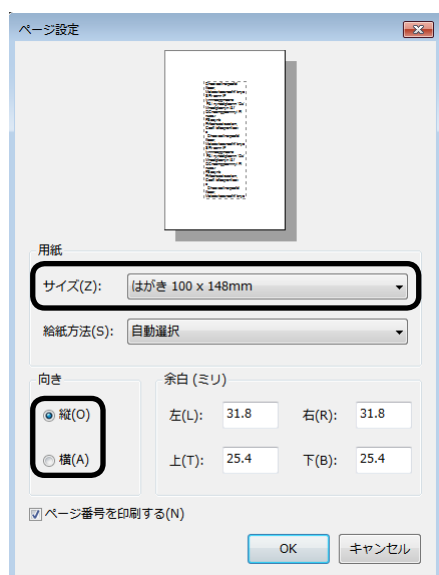 ページ設定
用紙
サイズ(Z): はがき 100 x 148mm
給紙方法(S): 自動選択
向き
余白 (ミリ)
縦(O)
左(L): 31.8 右(R): 31.8
横(A)
上(T): 25.4 下(B): 25.4
ページ番号を印刷する(N)
OK キャンセル